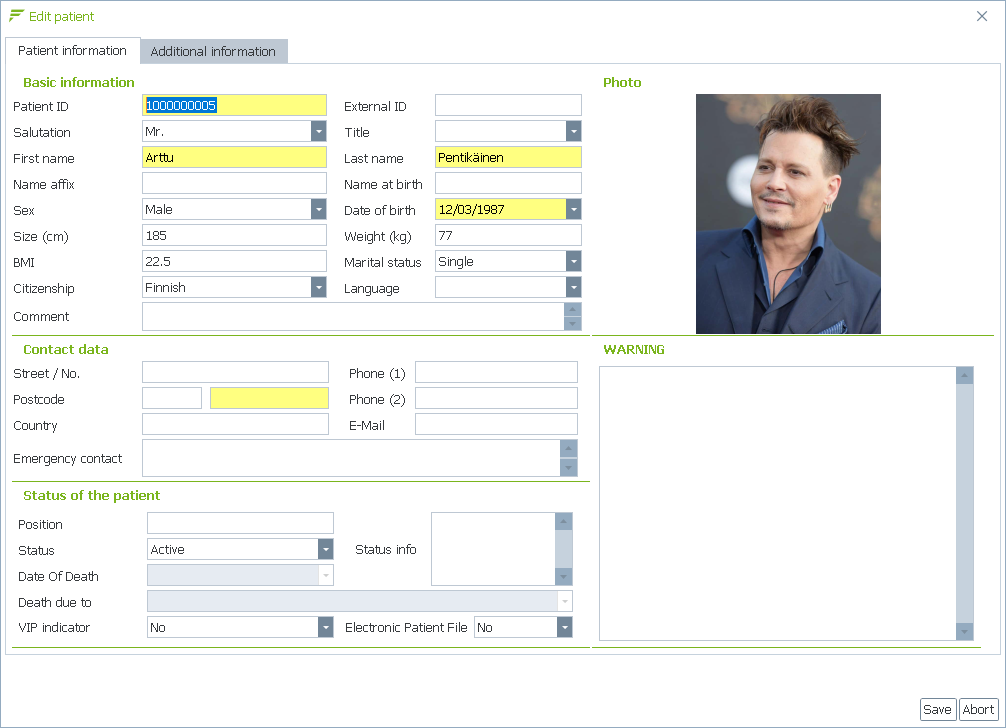 Edit patient
Patient information Additional information
Basic information
Patient ID 1000000005 External ID
Salutation Mr. Title
First name Arttu Last name Pentikäinen
Name affix Name at birth
Sex Male Date of birth 12/03/1987
Size (cm) 185 Weight (kg) 77
BMI 22.5 Marital status Single
Citizenship Finnish Language
Comment
Photo
Contact data
Street / No. Phone (1)
Postcode Phone (2)
Country E-Mail
Emergency contact
WARNING
Status of the patient
Position
Status Active Status info
Date Of Death
Death due to
VIP indicator No Electronic Patient File No
Save Abort